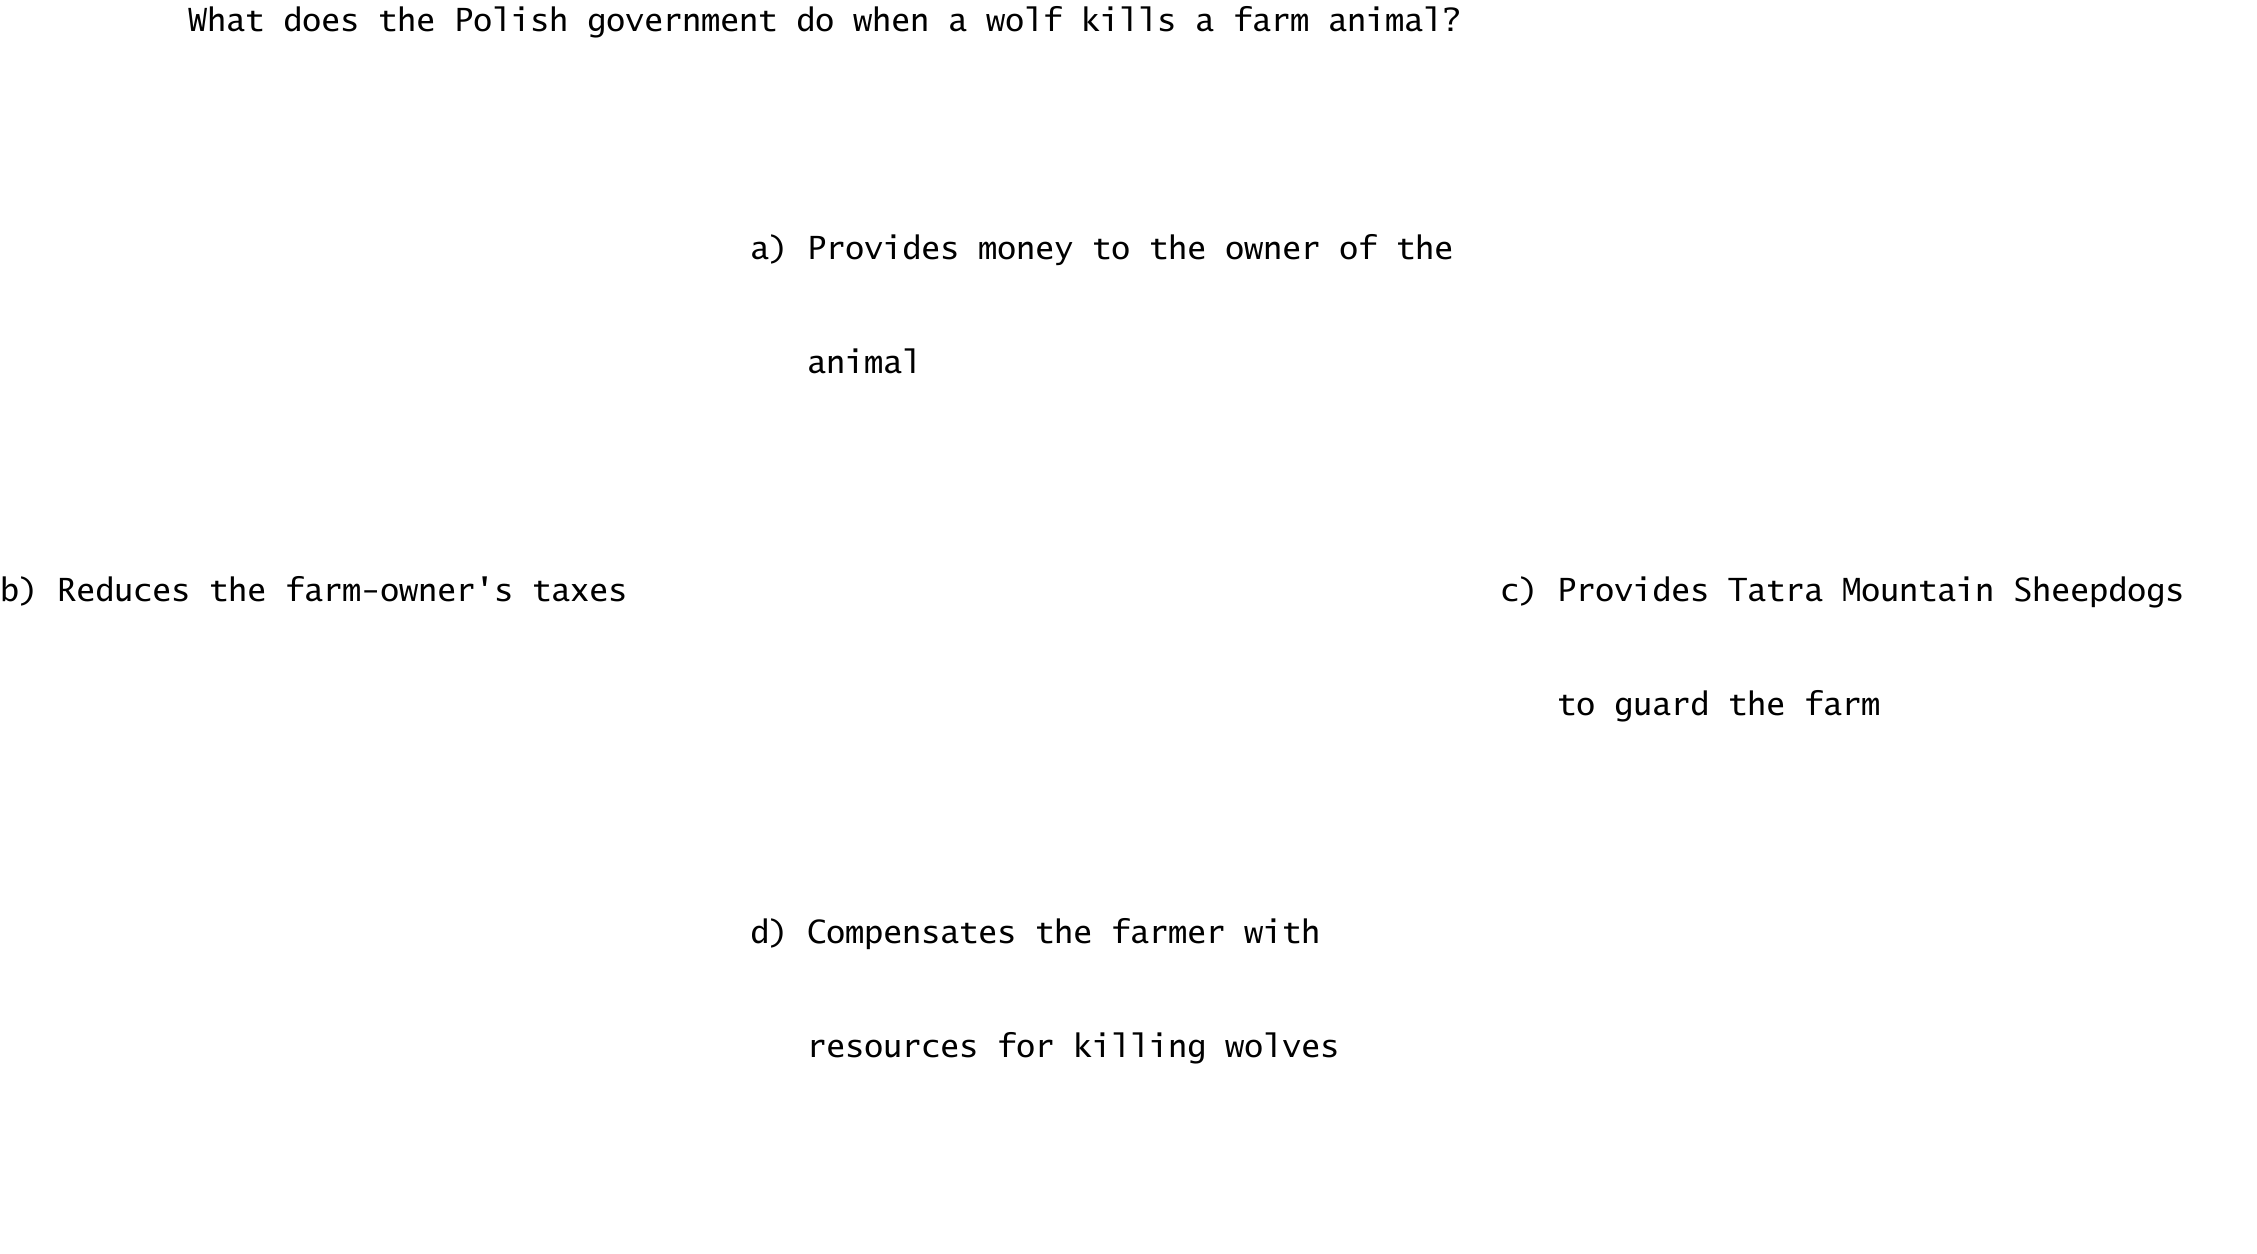 What does the Polish government do when a wolf kills a farm animal?
a) Provides money to the owner of the
animal
b) Reduces the farm-owner's taxes
c) Provides Tatra Mountain Sheepdogs
to guard the farm
d) Compensates the farmer with
resources for killing wolves